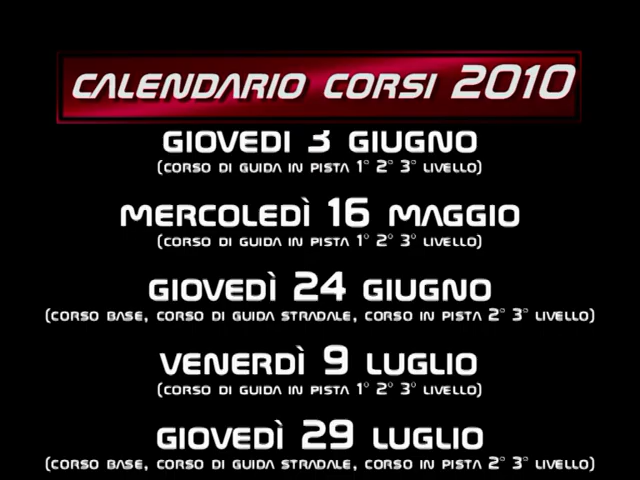 CALENDARIO CORSI 2010
GIOVEDÌ 3 GIUGNO
(CORSO DI GUIDA IN PISTA 1° 2° 3° LIVELLO)
MERCOLEDÌ 16 MAGGIO
(CORSO DI GUIDA IN PISTA 1° 2° 3° LIVELLO)
GIOVEDÌ 24 GIUGNO
(CORSO BASE, CORSO DI GUIDA STRADALE, CORSO IN PISTA 2° 3° LIVELLO)
VENERDÌ 9 LUGLIO
(CORSO DI GUIDA IN PISTA 1° 2° 3° LIVELLO)
GIOVEDÌ 29 LUGLIO
(CORSO BASE, CORSO DI GUIDA STRADALE, CORSO IN PISTA 2° 3° LIVELLO)